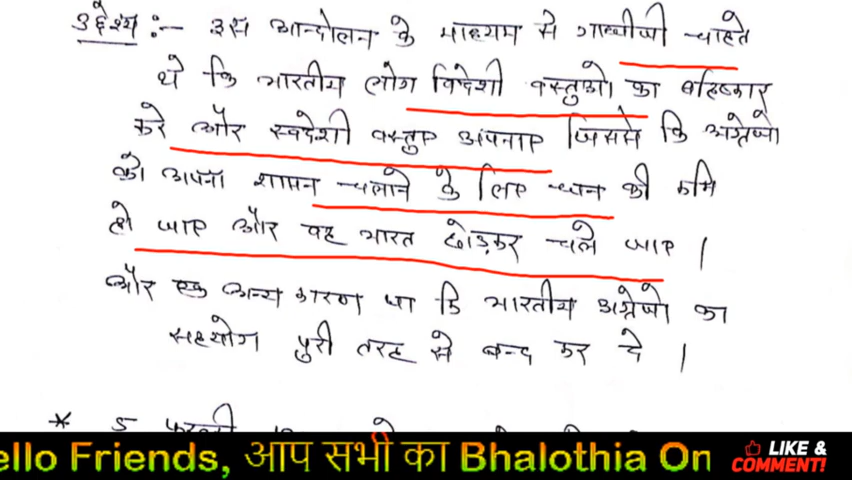 उद्देश्य :- इस आन्दोलन के माध्यम से गाँधीजी चाहते
थे कि भारतीय लोग विदेशी वस्तुओं का बहिष्कार
करे और स्वदेशी वस्तुए अपनाए जिससे कि अंग्रेजो
को अपना शासन चलाने के लिए धन की कमि
हो जाए और वह भारत छोड़कर चले जाए |
और एक अन्य कारण था कि भारतीय अंग्रेजो का
सहयोग पुरी तरह से बन्द कर दे |
* 5 फरवरी
ello Friends, आप सभी का Bhalothia On
LIKE &
COMMENT!